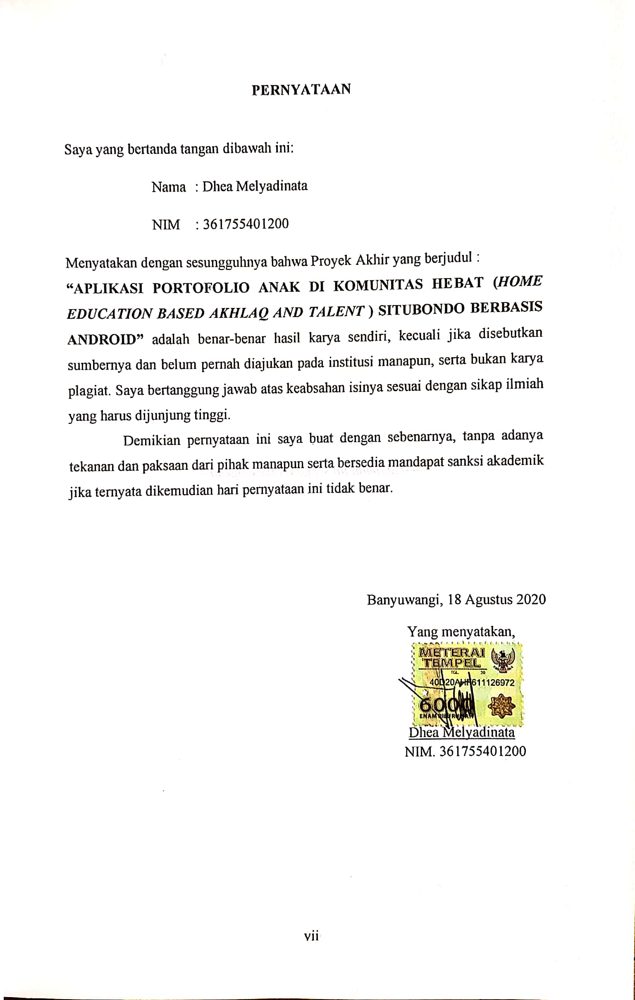 PERNYATAAN
Saya yang bertanda tangan dibawah ini:
Nama : Dhea Melyadinata
NIM : 361755401200
Menyatakan dengan sesungguhnya bahwa Proyek Akhir yang berjudul :
“APLIKASI PORTOFOLIO ANAK DI KOMUNITAS HEBAT (HOME
EDUCATION BASED AKHLAQ AND TALENT ) SITUBONDO BERBASIS
ANDROID” adalah benar-benar hasil karya sendiri, kecuali jika disebutkan
sumbernya dan belum pernah diajukan pada institusi manapun, serta bukan karya
plagiat. Saya bertanggung jawab atas keabsahan isinya sesuai dengan sikap ilmiah
yang harus dijunjung tinggi.
Demikian pernyataan ini saya buat dengan sebenarnya, tanpa adanya
tekanan dan paksaan dari pihak manapun serta bersedia mandapat sanksi akademik
jika ternyata dikemudian hari pernyataan ini tidak benar.
Banyuwangi, 18 Agustus 2020
Yang menyatakan,
METERAI
TEMPEL
TGL 20
6000
ENAM RIBU RUPIAH
Dhea Melyadinata
NIM. 361755401200
vii